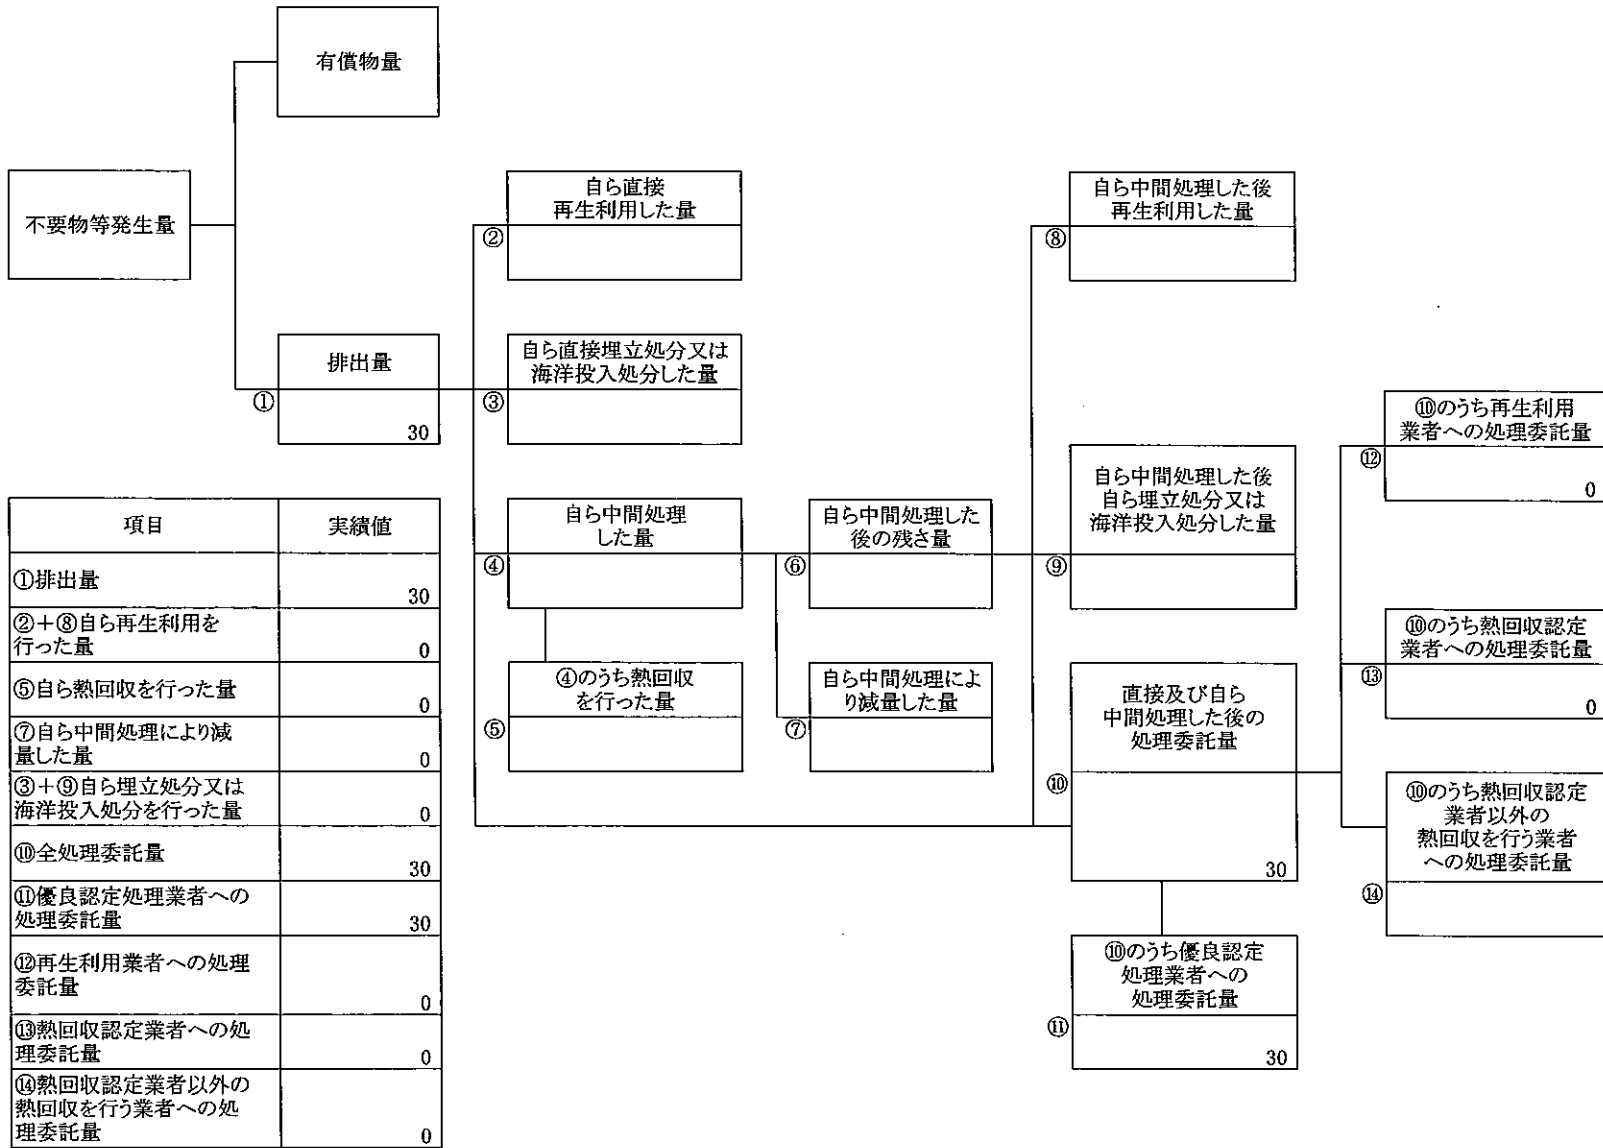 有償物量
不要物等発生量
排出量
①
30
自ら直接
再生利用した量
②
自ら直接埋立処分又は
海洋投入処分した量
③
自ら中間処理
した量
④
④のうち熱回収
を行った量
⑤
自ら中間処理した
後の残さ量
⑥
自ら中間処理によ
り減量した量
⑦
自ら中間処理した後
再生利用した量
⑧
自ら中間処理した後
自ら埋立処分又は
海洋投入処分した量
⑨
直接及び自ら
中間処理した後の
処理委託量
⑩
30
⑩のうち優良認定
処理業者への
処理委託量
⑪
30
⑩のうち再生利用
業者への処理委託量
⑫
0
⑩のうち熱回収認定
業者への処理委託量
⑬
0
⑩のうち熱回収認定
業者以外の
熱回収を行う業者
への処理委託量
⑭
項目 実績値
①排出量 30
②+⑧自ら再生利用を
行った量 0
⑤自ら熱回収を行った量 0
⑦自ら中間処理により減
量した量 0
③+⑨自ら埋立処分又は
海洋投入処分を行った量 0
⑩全処理委託量 30
⑪優良認定処理業者への
処理委託量 30
⑫再生利用業者への処理
委託量 0
⑬熱回収認定業者への処
理委託量 0
⑭熱回収認定業者以外の
熱回収を行う業者への処
理委託量 0